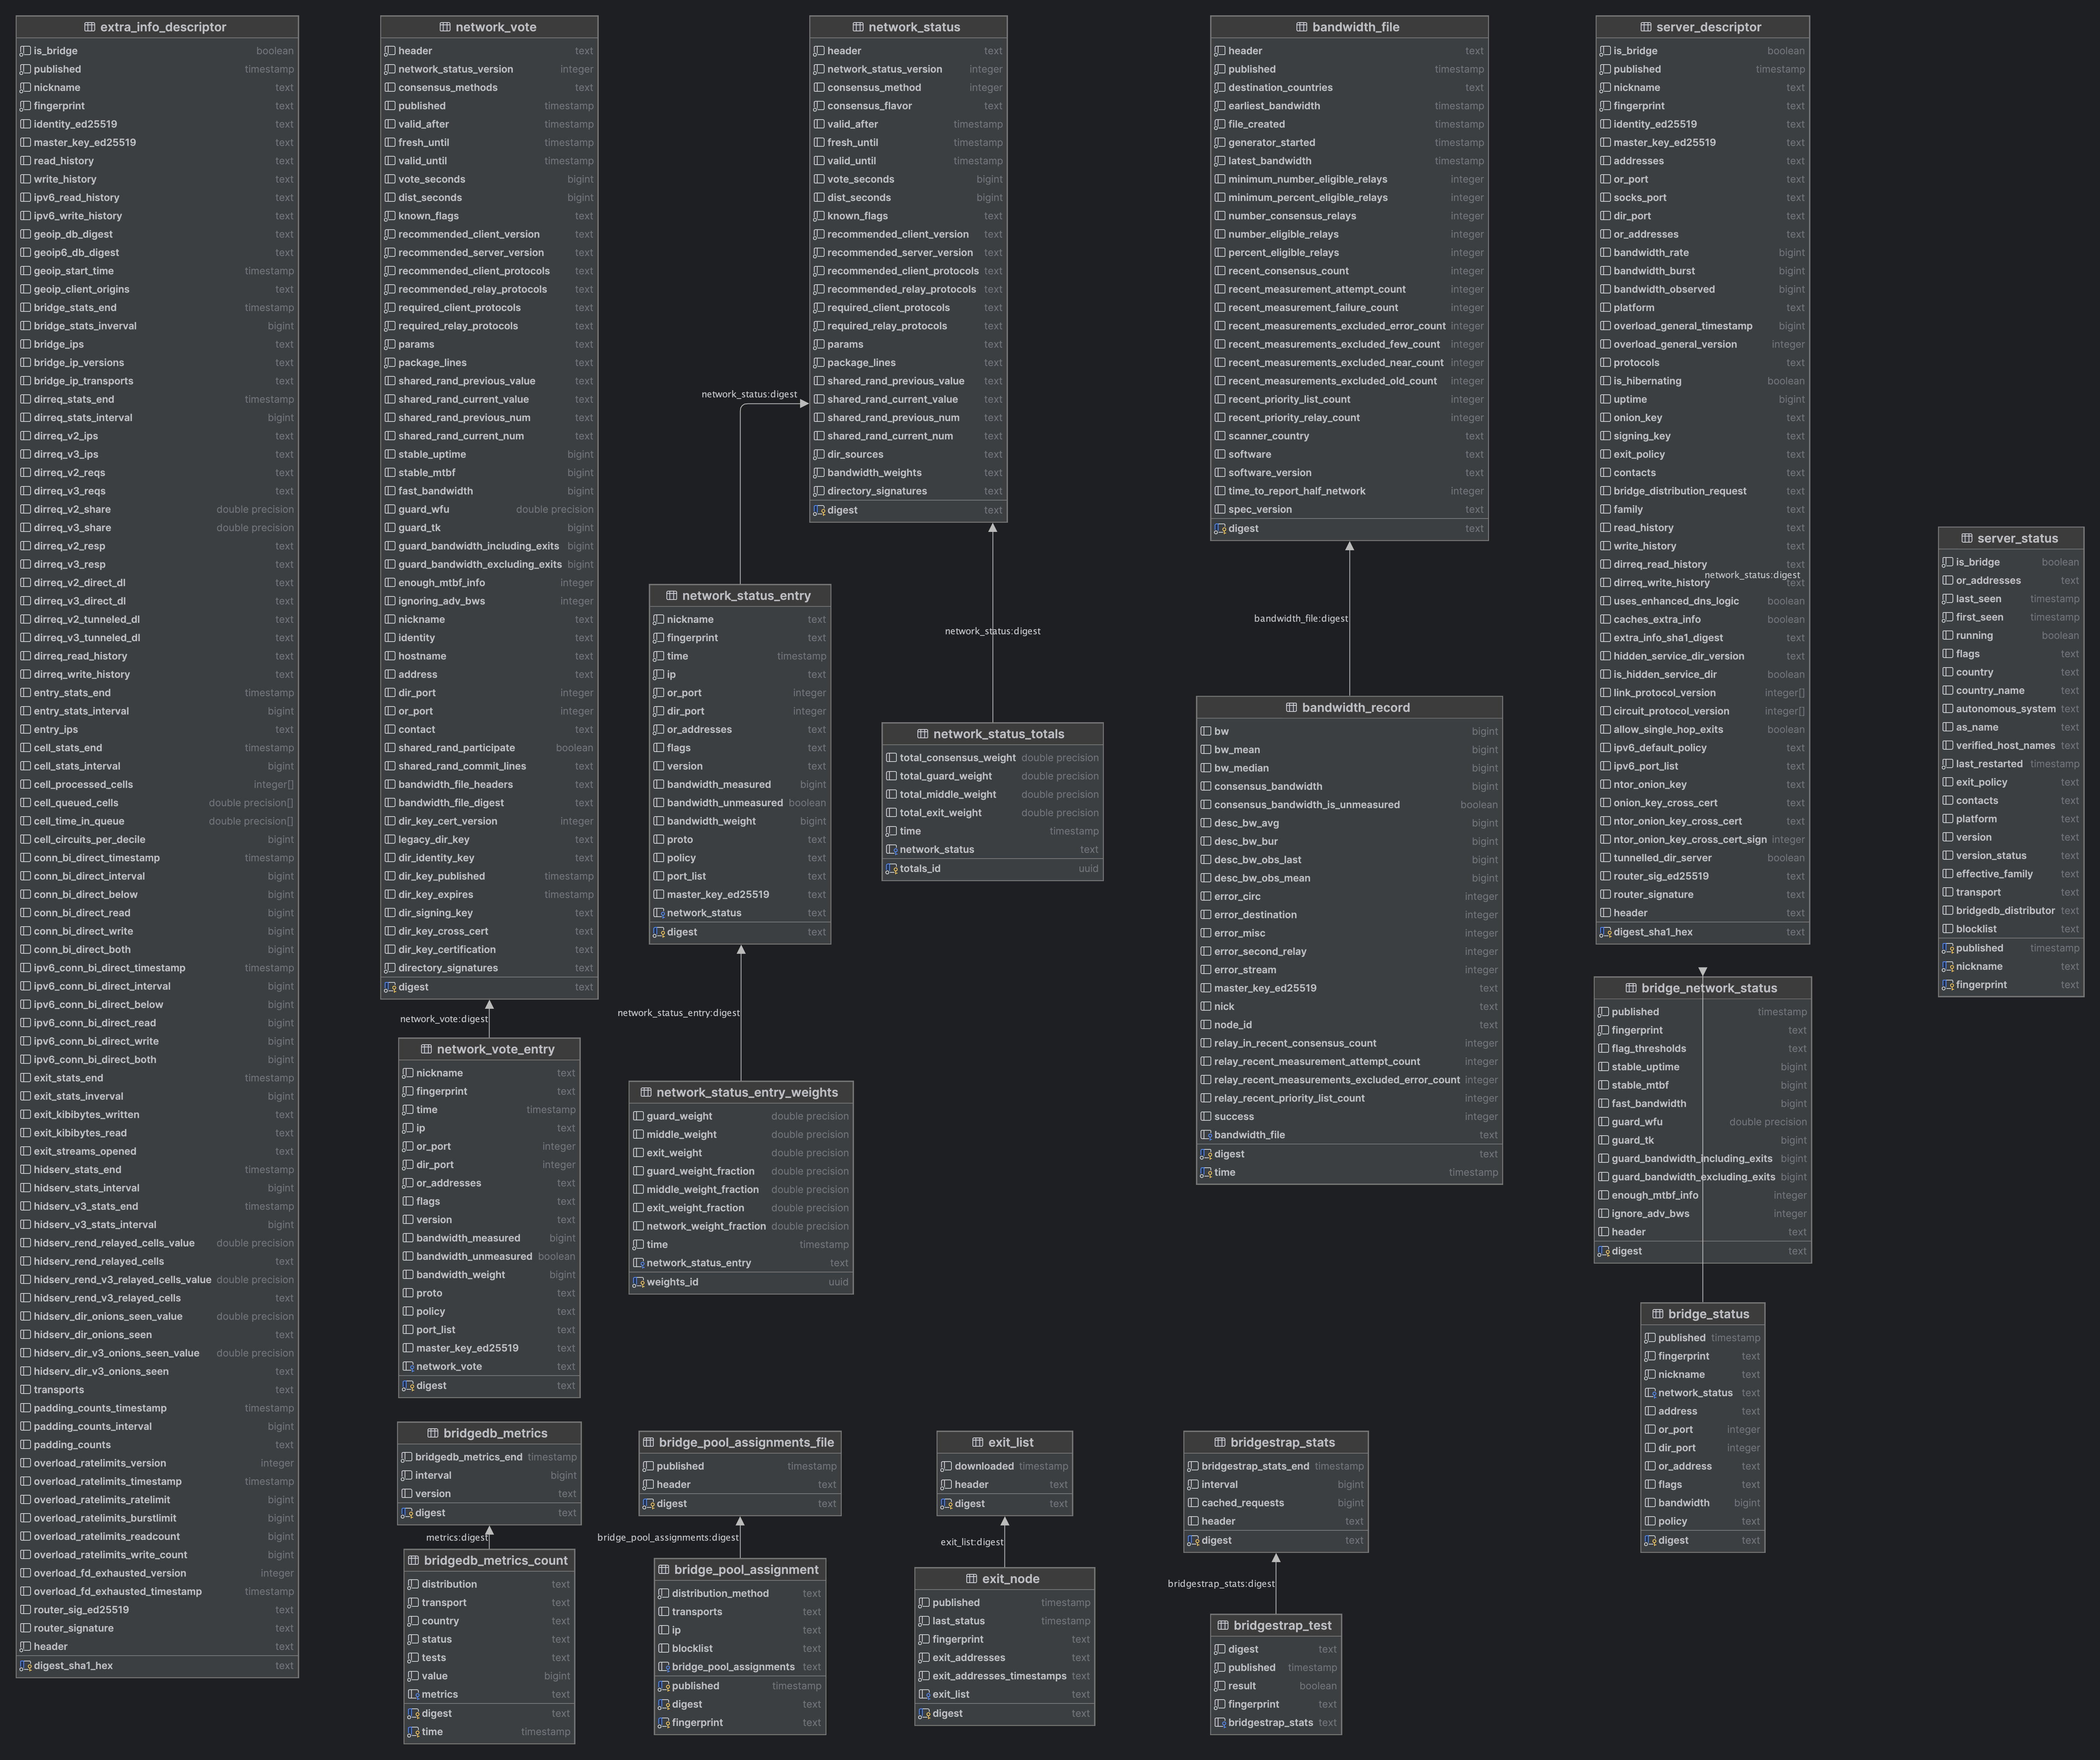 extra_info_descriptor
is_bridge boolean
published timestamp
nickname text
fingerprint text
identity_ed25519 text
master_key_ed25519 text
read_history text
write_history text
ipv6_read_history text
ipv6_write_history text
geoip_db_digest text
geoip6_db_digest text
geoip_start_time timestamp
geoip_client_origins text
bridge_stats_end timestamp
bridge_stats_inverval bigint
bridge_ips text
bridge_ip_versions text
bridge_ip_transports text
dirreq_stats_end timestamp
dirreq_stats_interval bigint
dirreq_v2_ips text
dirreq_v3_ips text
dirreq_v2_reqs text
dirreq_v3_reqs text
dirreq_v2_share double precision
dirreq_v3_share double precision
dirreq_v2_resp text
dirreq_v3_resp text
dirreq_v2_direct_dl text
dirreq_v3_direct_dl text
dirreq_v2_tunneled_dl text
dirreq_v3_tunneled_dl text
dirreq_read_history text
dirreq_write_history text
entry_stats_end timestamp
entry_stats_interval bigint
entry_ips text
cell_stats_end timestamp
cell_stats_interval bigint
cell_processed_cells integer[]
cell_queued_cells double precision[]
cell_time_in_queue double precision[]
cell_circuits_per_decile bigint
conn_bi_direct_timestamp timestamp
conn_bi_direct_interval bigint
conn_bi_direct_below bigint
conn_bi_direct_read bigint
conn_bi_direct_write bigint
conn_bi_direct_both bigint
ipv6_conn_bi_direct_timestamp timestamp
ipv6_conn_bi_direct_interval bigint
ipv6_conn_bi_direct_below bigint
ipv6_conn_bi_direct_read bigint
ipv6_conn_bi_direct_write bigint
ipv6_conn_bi_direct_both bigint
exit_stats_end timestamp
exit_stats_inverval bigint
exit_kibibytes_written text
exit_kibibytes_read text
exit_streams_opened text
hidserv_stats_end timestamp
hidserv_stats_interval bigint
hidserv_v3_stats_end timestamp
hidserv_v3_stats_interval bigint
hidserv_rend_relayed_cells_value double precision
hidserv_rend_relayed_cells text
hidserv_rend_v3_relayed_cells_value double precision
hidserv_rend_v3_relayed_cells text
hidserv_dir_onions_seen_value double precision
hidserv_dir_onions_seen text
hidserv_dir_v3_onions_seen_value double precision
hidserv_dir_v3_onions_seen text
transports text
padding_counts_timestamp timestamp
padding_counts_interval bigint
padding_counts text
overload_ratelimits_version integer
overload_ratelimits_timestamp timestamp
overload_ratelimits_ratelimit bigint
overload_ratelimits_burstlimit bigint
overload_ratelimits_readcount bigint
overload_ratelimits_write_count bigint
overload_fd_exhausted_version integer
overload_fd_exhausted_timestamp timestamp
router_sig_ed25519 text
router_signature text
header text
digest_sha1_hex text
network_vote
header text
network_status_version integer
consensus_methods text
published timestamp
valid_after timestamp
fresh_until timestamp
valid_until timestamp
vote_seconds bigint
dist_seconds bigint
known_flags text
recommended_client_version text
recommended_server_version text
recommended_client_protocols text
recommended_relay_protocols text
required_client_protocols text
required_relay_protocols text
params text
package_lines text
shared_rand_previous_value text
shared_rand_current_value text
shared_rand_previous_num text
shared_rand_current_num text
stable_uptime bigint
stable_mtbf bigint
fast_bandwidth bigint
guard_wfu double precision
guard_tk bigint
guard_bandwidth_including_exits bigint
guard_bandwidth_excluding_exits bigint
enough_mtbf_info integer
ignoring_adv_bws integer
nickname text
identity text
hostname text
address text
dir_port integer
or_port integer
contact text
shared_rand_participate boolean
shared_rand_commit_lines text
bandwidth_file_headers text
bandwidth_file_digest text
dir_key_cert_version integer
legacy_dir_key text
dir_identity_key text
dir_key_published timestamp
dir_key_expires timestamp
dir_signing_key text
dir_key_cross_cert text
dir_key_certification text
directory_signatures text
digest text
network_vote:digest
network_vote_entry
nickname text
fingerprint text
time timestamp
ip text
or_port integer
dir_port integer
or_addresses text
flags text
version text
bandwidth_measured bigint
bandwidth_unmeasured boolean
bandwidth_weight bigint
proto text
policy text
port_list text
master_key_ed25519 text
network_vote text
digest text
bridgedb_metrics
bridgedb_metrics_end timestamp
interval bigint
version text
digest text
metrics:digest
bridgedb_metrics_count
distribution text
transport text
country text
status text
tests text
value bigint
metrics text
digest text
time timestamp
network_status
header text
network_status_version integer
consensus_method integer
consensus_flavor text
valid_after timestamp
fresh_until timestamp
valid_until timestamp
vote_seconds bigint
dist_seconds bigint
known_flags text
recommended_client_version text
recommended_server_version text
recommended_client_protocols text
recommended_relay_protocols text
required_client_protocols text
required_relay_protocols text
params text
package_lines text
shared_rand_previous_value text
shared_rand_current_value text
shared_rand_previous_num text
shared_rand_current_num text
dir_sources text
bandwidth_weights text
directory_signatures text
digest text
network_status:digest
network_status_entry
nickname text
fingerprint text
time timestamp
ip text
or_port integer
dir_port integer
or_addresses text
flags text
version text
bandwidth_measured bigint
bandwidth_unmeasured boolean
bandwidth_weight bigint
proto text
policy text
port_list text
master_key_ed25519 text
network_status text
digest text
network_status_entry:digest
network_status_entry_weights
guard_weight double precision
middle_weight double precision
exit_weight double precision
guard_weight_fraction double precision
middle_weight_fraction double precision
exit_weight_fraction double precision
network_weight_fraction double precision
time timestamp
network_status_entry text
weights_id uuid
network_status:digest
network_status_totals
total_consensus_weight double precision
total_guard_weight double precision
total_middle_weight double precision
total_exit_weight double precision
time timestamp
network_status text
totals_id uuid
bridge_pool_assignments_file
published timestamp
header text
digest text
bridge_pool_assignments:digest
bridge_pool_assignment
distribution_method text
transports text
ip text
blocklist text
bridge_pool_assignments text
published timestamp
digest text
fingerprint text
exit_list
downloaded timestamp
header text
digest text
exit_list:digest
exit_node
published timestamp
last_status timestamp
fingerprint text
exit_addresses text
exit_addresses_timestamps text
exit_list text
digest text
bandwidth_file
header text
published timestamp
destination_countries text
earliest_bandwidth timestamp
file_created timestamp
generator_started timestamp
latest_bandwidth timestamp
minimum_number_eligible_relays integer
minimum_percent_eligible_relays integer
number_consensus_relays integer
number_eligible_relays integer
percent_eligible_relays integer
recent_consensus_count integer
recent_measurement_attempt_count integer
recent_measurement_failure_count integer
recent_measurements_excluded_error_count integer
recent_measurements_excluded_few_count integer
recent_measurements_excluded_near_count integer
recent_measurements_excluded_old_count integer
recent_priority_list_count integer
recent_priority_relay_count integer
scanner_country text
software text
software_version text
time_to_report_half_network integer
spec_version text
digest text
bandwidth_file:digest
bandwidth_record
bw bigint
bw_mean bigint
bw_median bigint
consensus_bandwidth bigint
consensus_bandwidth_is_unmeasured boolean
desc_bw_avg bigint
desc_bw_bur bigint
desc_bw_obs_last bigint
desc_bw_obs_mean bigint
error_circ integer
error_destination integer
error_misc integer
error_second_relay integer
error_stream integer
master_key_ed25519 text
nick text
node_id text
relay_in_recent_consensus_count integer
relay_recent_measurement_attempt_count integer
relay_recent_measurements_excluded_error_count integer
relay_recent_priority_list_count integer
success integer
bandwidth_file text
digest text
time timestamp
bridgestrap_stats
bridgestrap_stats_end timestamp
interval bigint
cached_requests bigint
header text
digest text
bridgestrap_stats:digest
bridgestrap_test
digest text
published timestamp
result boolean
fingerprint text
bridgestrap_stats text
server_descriptor
is_bridge boolean
published timestamp
nickname text
fingerprint text
identity_ed25519 text
master_key_ed25519 text
addresses text
or_port text
socks_port text
dir_port text
or_addresses text
bandwidth_rate bigint
bandwidth_burst bigint
bandwidth_observed bigint
platform text
overload_general_timestamp bigint
overload_general_version integer
protocols text
is_hibernating boolean
uptime bigint
onion_key text
signing_key text
exit_policy text
contacts text
bridge_distribution_request text
family text
read_history text
write_history text
dirreq_read_history text
network_status:digest
dirreq_write_history text
uses_enhanced_dns_logic boolean
caches_extra_info boolean
extra_info_sha1_digest text
hidden_service_dir_version text
is_hidden_service_dir boolean
link_protocol_version integer[]
circuit_protocol_version integer[]
allow_single_hop_exits boolean
ipv6_default_policy text
ipv6_port_list text
ntor_onion_key text
onion_key_cross_cert text
ntor_onion_key_cross_cert text
ntor_onion_key_cross_cert_sign integer
tunnelled_dir_server boolean
router_sig_ed25519 text
router_signature text
header text
digest_sha1_hex text
bridge_network_status
published timestamp
fingerprint text
flag_thresholds text
stable_uptime bigint
stable_mtbf bigint
fast_bandwidth bigint
guard_wfu double precision
guard_tk bigint
guard_bandwidth_including_exits bigint
guard_bandwidth_excluding_exits bigint
enough_mtbf_info integer
ignore_adv_bws integer
header text
digest text
bridge_status
published timestamp
fingerprint text
nickname text
network_status text
address text
or_port integer
dir_port integer
or_address text
flags text
bandwidth bigint
policy text
digest text
server_status
is_bridge boolean
or_addresses text
last_seen timestamp
first_seen timestamp
running boolean
flags text
country text
country_name text
autonomous_system text
as_name text
verified_host_names text
last_restarted timestamp
exit_policy text
contacts text
platform text
version text
version_status text
effective_family text
transport text
bridgedb_distributor text
blocklist text
published timestamp
nickname text
fingerprint text